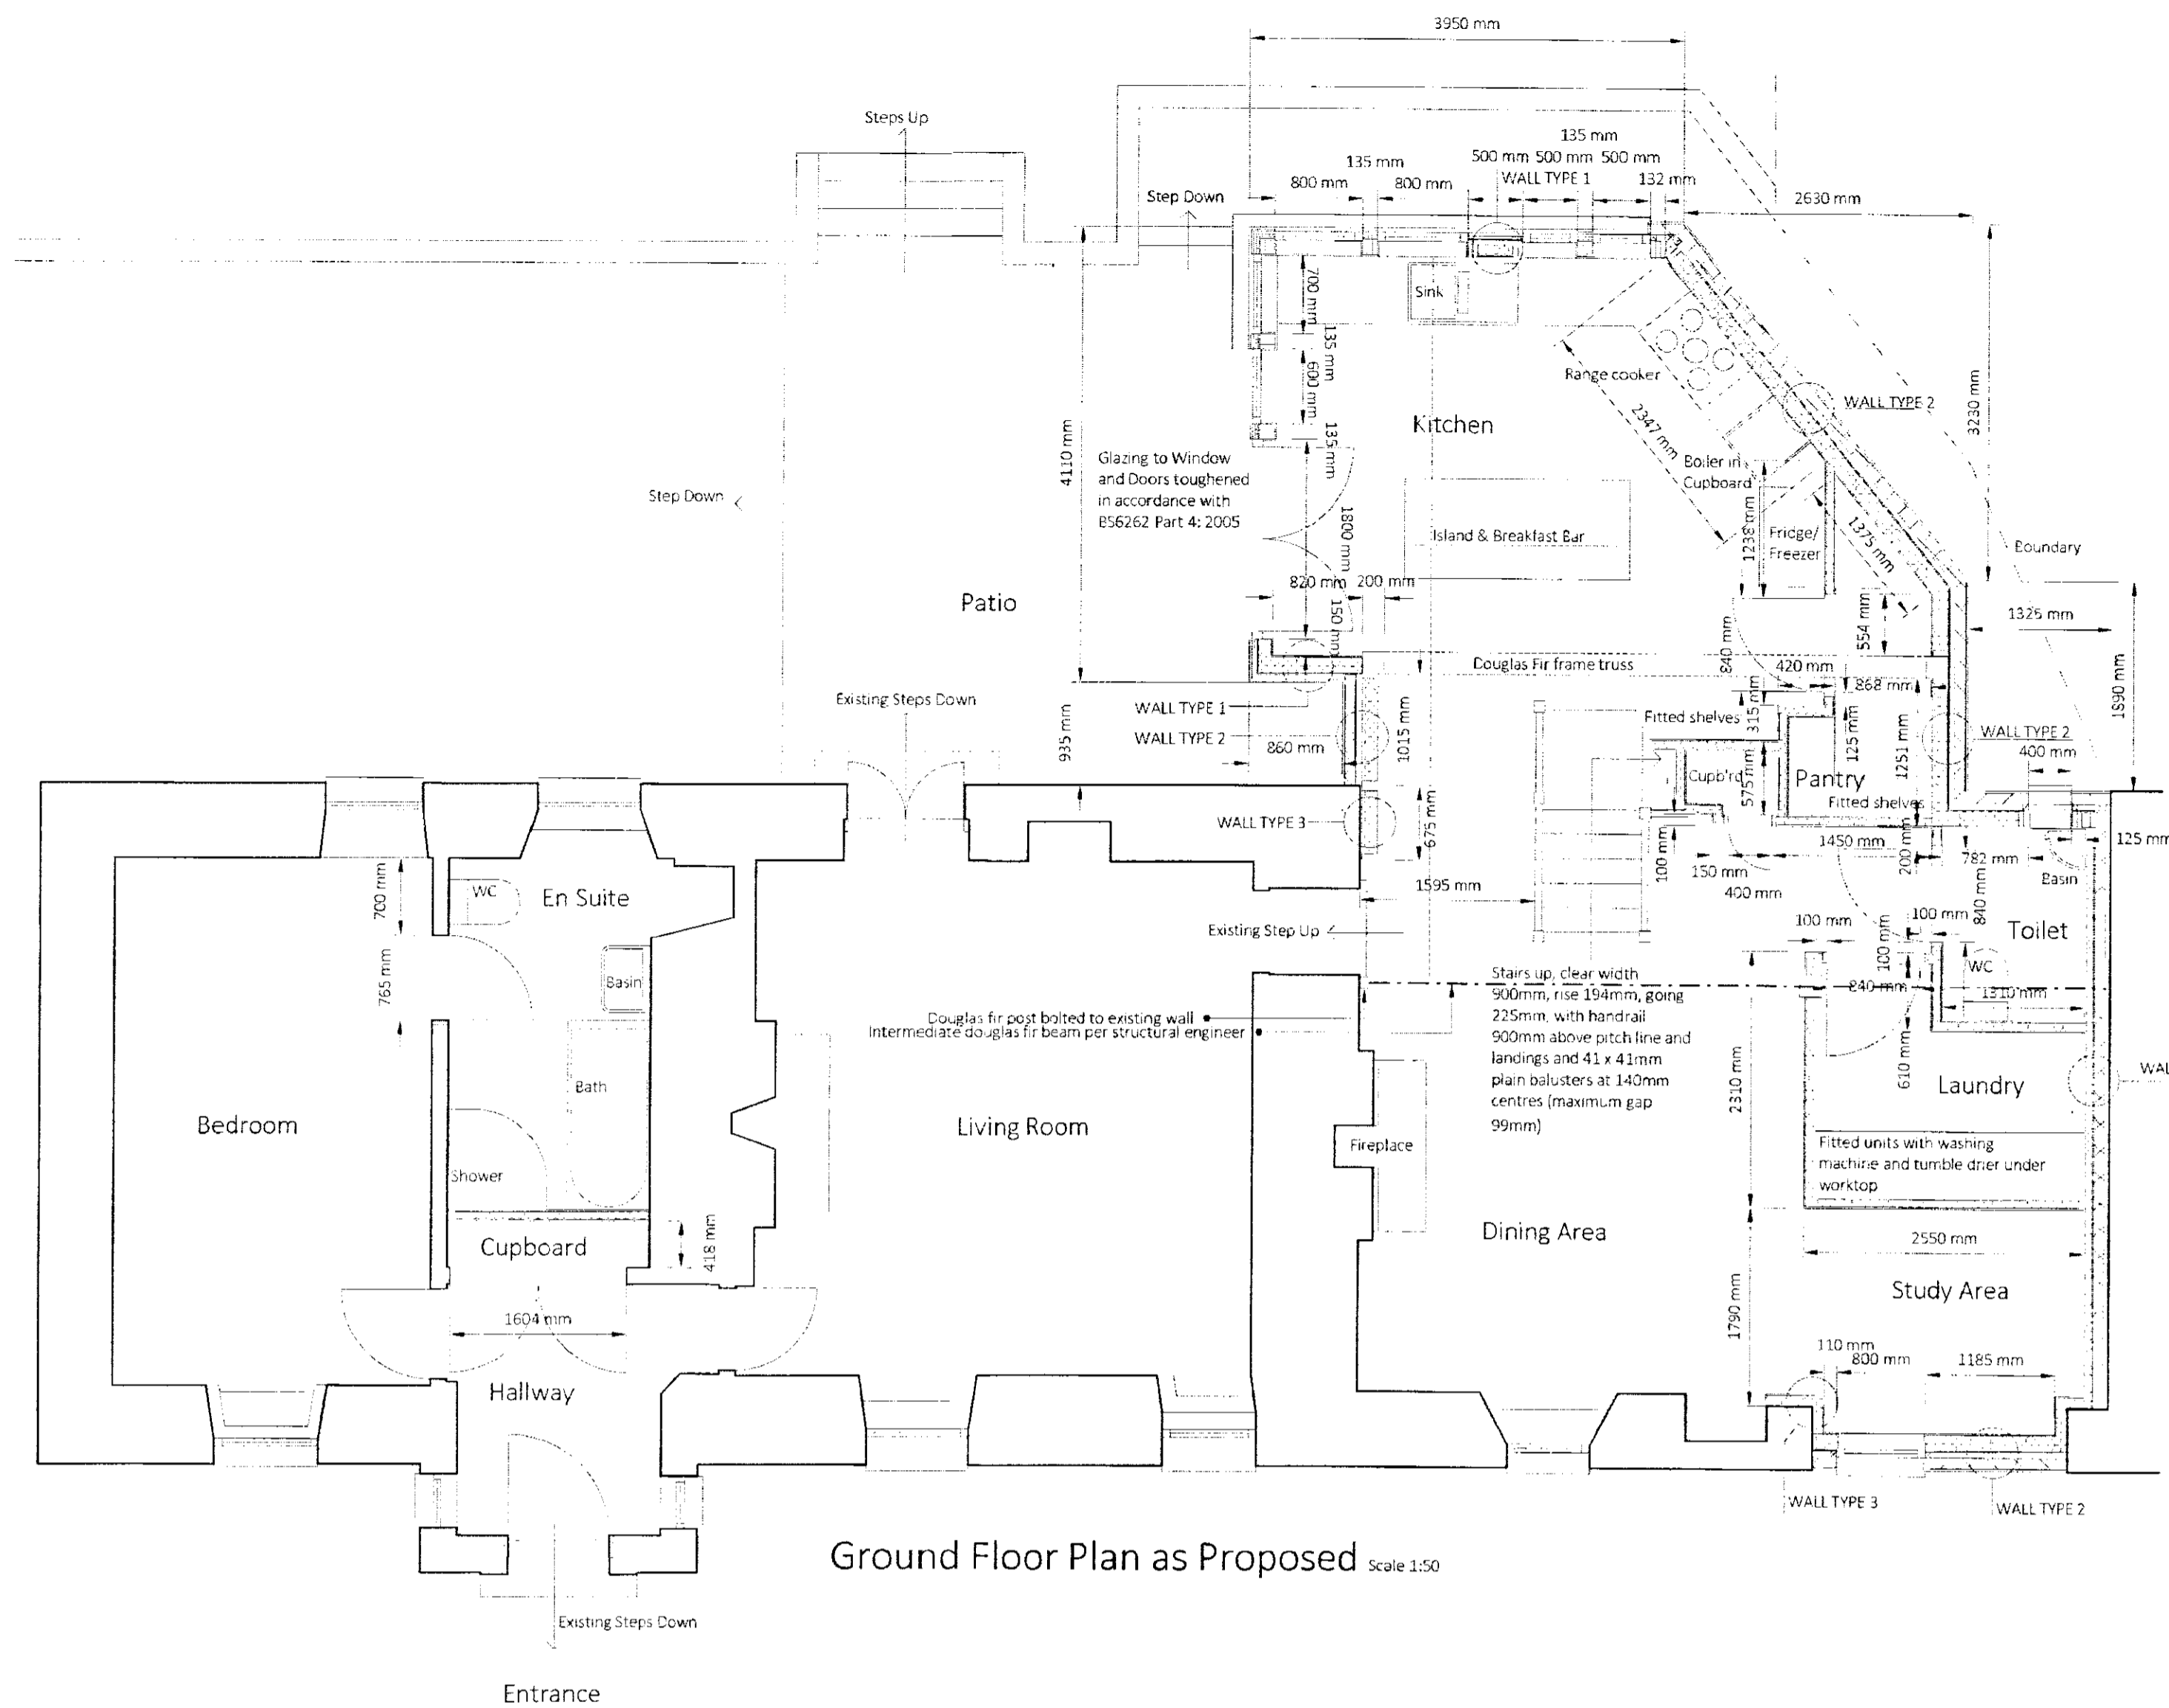 3950 mm
Steps Up
135 mm
135 mm
500 mm 500 mm 500 mm
800 mm
800 mm
WALL TYPE 1
132 mm
Step Down
2630 mm
700 mm
Sink
135 mm
600 mm
Range cooker
WALL TYPE 2
3230 mm
2347 mm
Kitchen
135 mm
4110 mm
Glazing to Window
and Doors toughened
in accordance with
BS6262 Part 4: 2005
Boiler in
Cupboard
Step Down
1238 mm
1800 mm
Island & Breakfast Bar
Fridge/
Freezer
1375 mm
Boundary
820 mm
200 mm
Patio
150 mm
1325 mm
554 mm
840 mm
Douglas Fir frame truss
420 mm
868 mm
1890 mm
Existing Steps Down
WALL TYPE 1
Fitted shelves
315 mm
WALL TYPE 2
WALL TYPE 2
935 mm
860 mm
1015 mm
125 mm
1251 mm
400 mm
Cupb'rd
575 mm
Pantry
Fitted shelves
WALL TYPE 3
675 mm
100 mm
1450 mm
200 mm
125 mm
150 mm
782 mm
400 mm
Basin
700 mm
WC
En Suite
1595 mm
840 mm
100 mm
100 mm
Existing Step Up
100 mm
Toilet
765 mm
Basin
Stairs up, clear width
900mm, rise 194mm, going
225mm, with handrail
900mm above pitch line and
landings and 41 x 41mm
plain balusters at 140mm
centres (maximum gap
99mm)
WC
840 mm
1310 mm
Douglas fir post bolted to existing wall
Intermediate douglas fir beam per structural engineer
610 mm
Bath
2310 mm
Laundry
WAL
Bedroom
Living Room
Fireplace
Fitted units with washing
machine and tumble drier under
worktop
Shower
Dining Area
Cupboard
418 mm
2550 mm
Study Area
1604 mm
1790 mm
110 mm
800 mm
1185 mm
Hallway
WALL TYPE 3
WALL TYPE 2
Ground Floor Plan as Proposed Scale 1:50
Existing Steps Down
Entrance